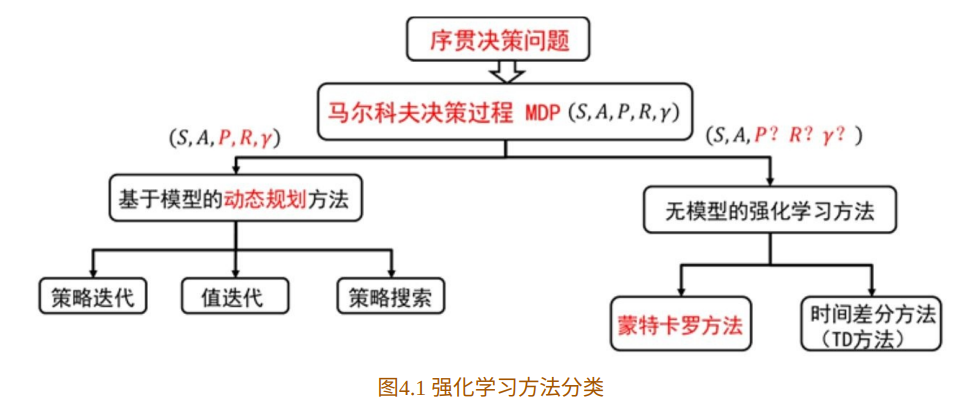 序贯决策问题
马尔科夫决策过程 MDP (S,A,P,R,γ)
(S,A,P,R,γ)
(S,A,P? R? γ? )
基于模型的动态规划方法
无模型的强化学习方法
策略迭代
值迭代
策略搜索
蒙特卡罗方法
时间差分方法
（TD方法）
图4.1 强化学习方法分类